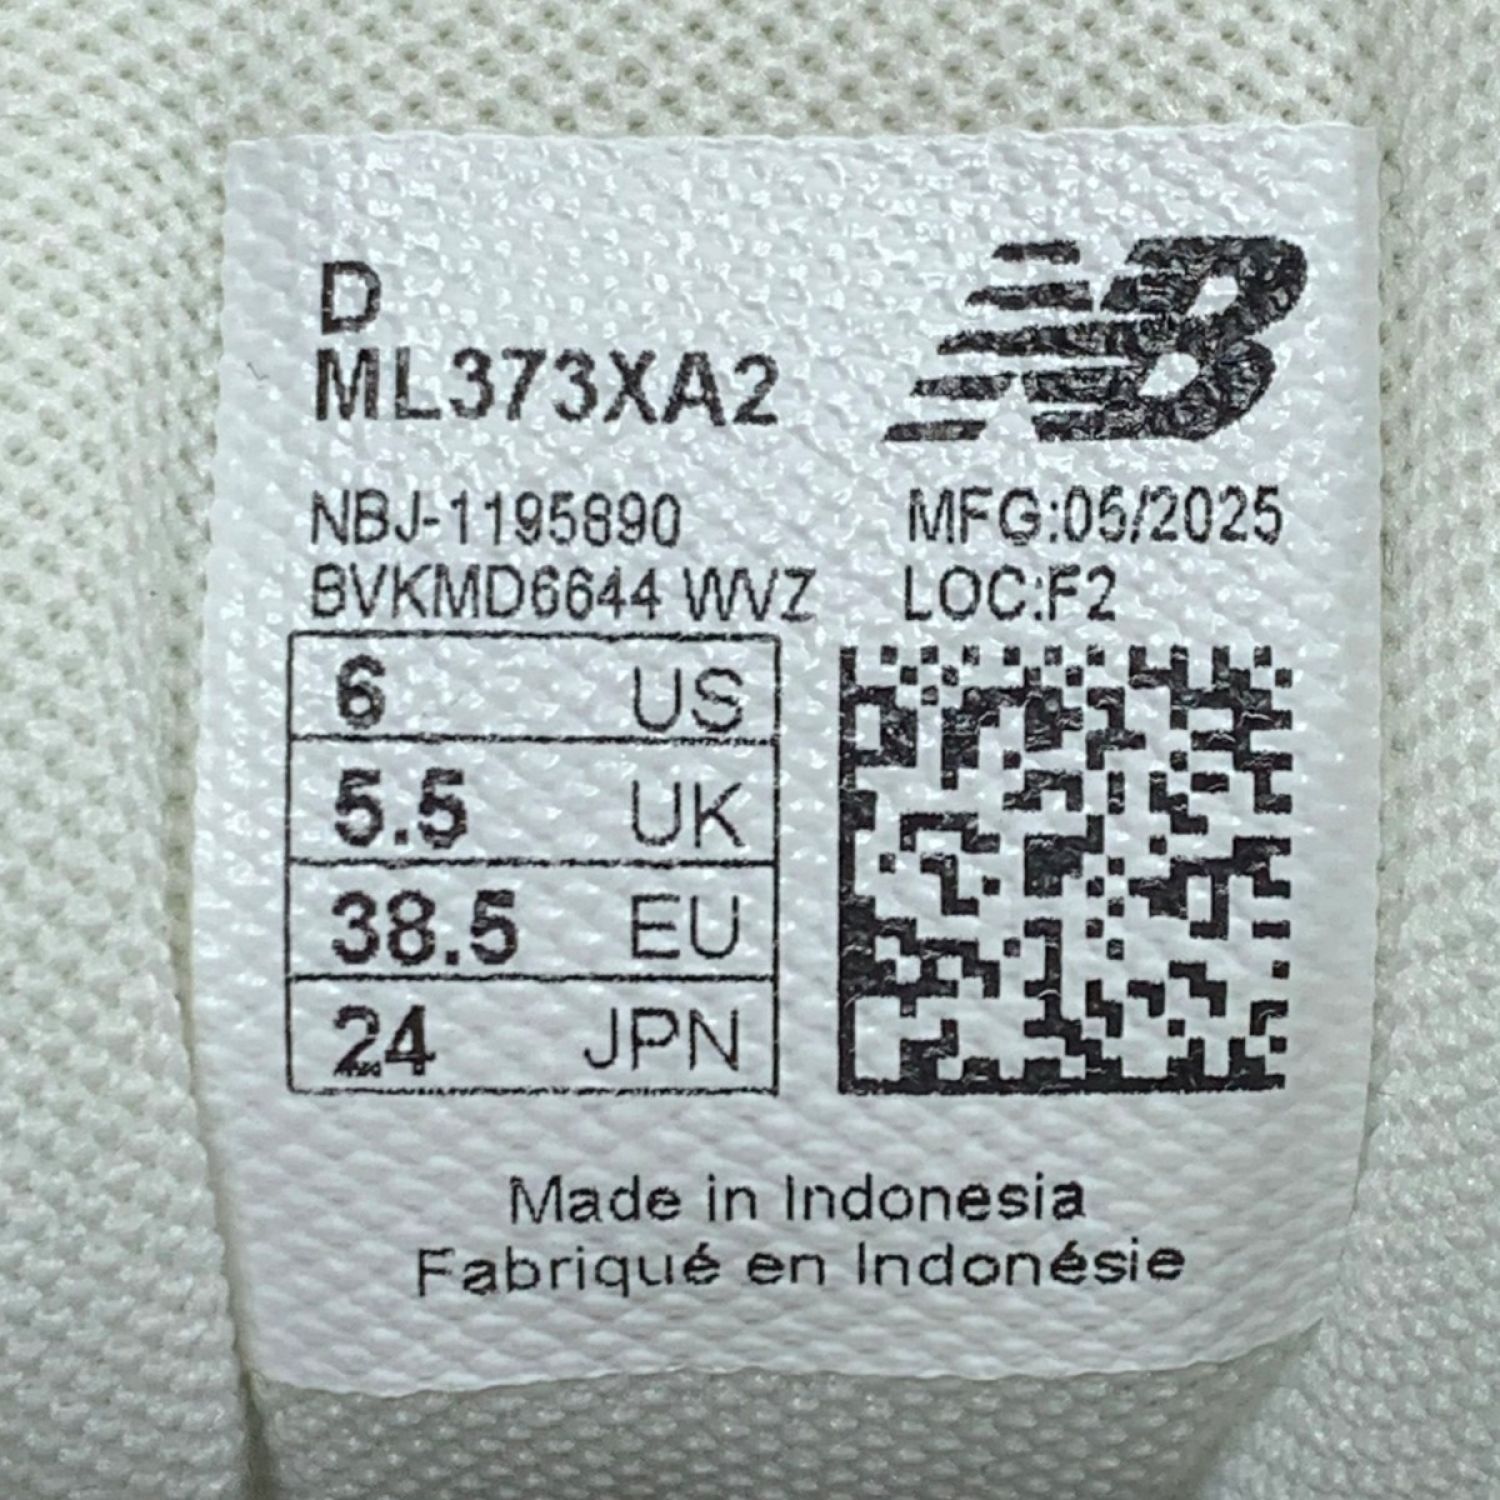 D
ML373XA2
NB
NBJ-1195890
MFG:05/2025
BVKMD6644 WVZ
LOC:F2
6 US
5.5 UK
38.5 EU
24 JPN
Made in Indonesia
Fabriqué en Indonésie